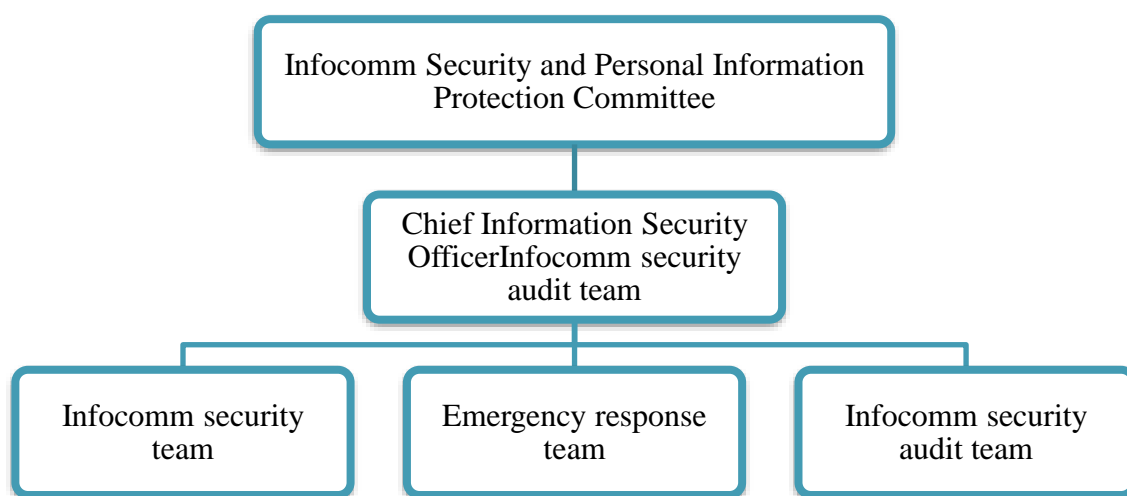 Infocomm Security and Personal Information
Protection Committee
Chief Information Security
OfficerInfocomm security
audit team
Infocomm security
team
Emergency response
team
Infocomm security
audit team